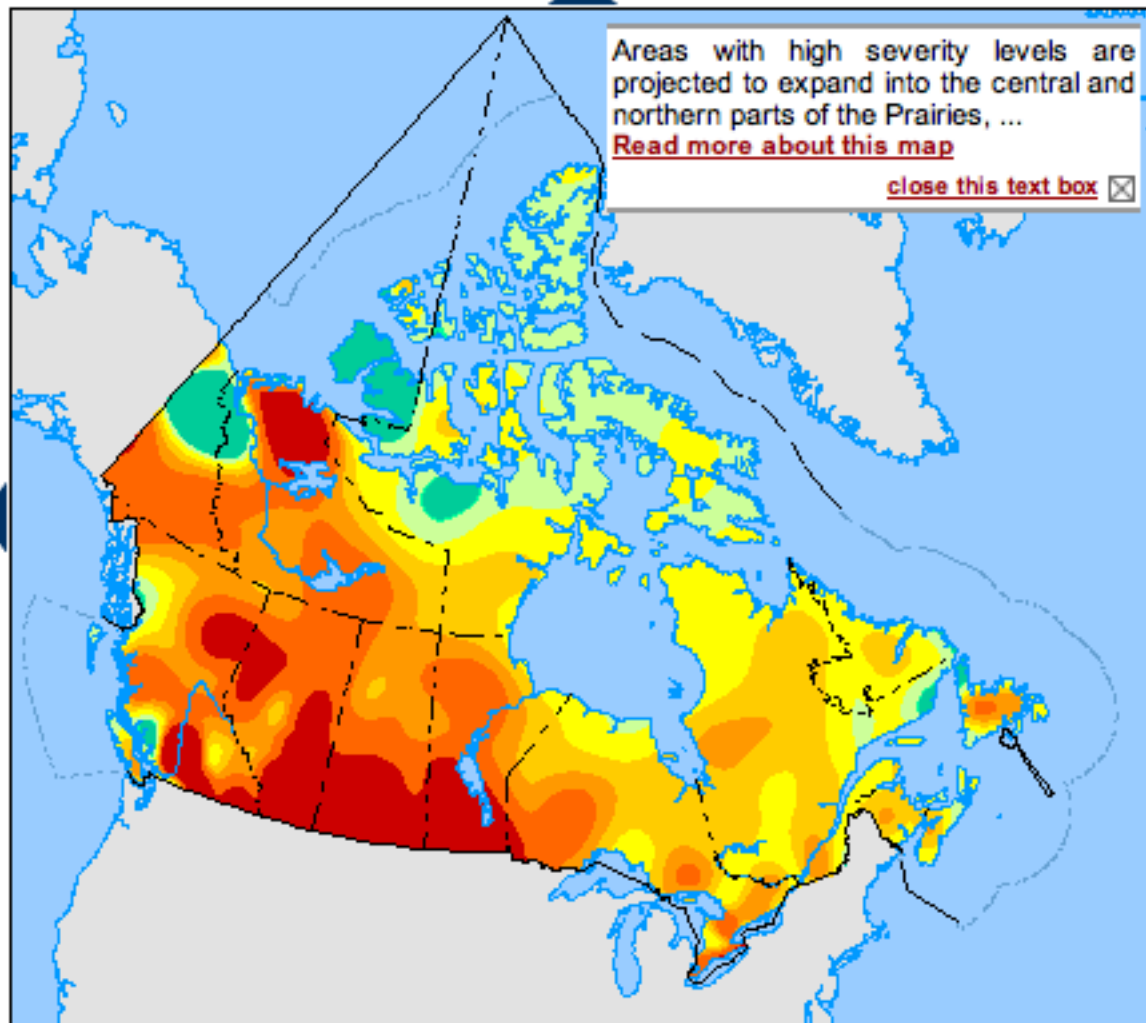 Areas with high severity levels are
projected to expand into the central and
northern parts of the Prairies, ...
Read more about this map
close this text box